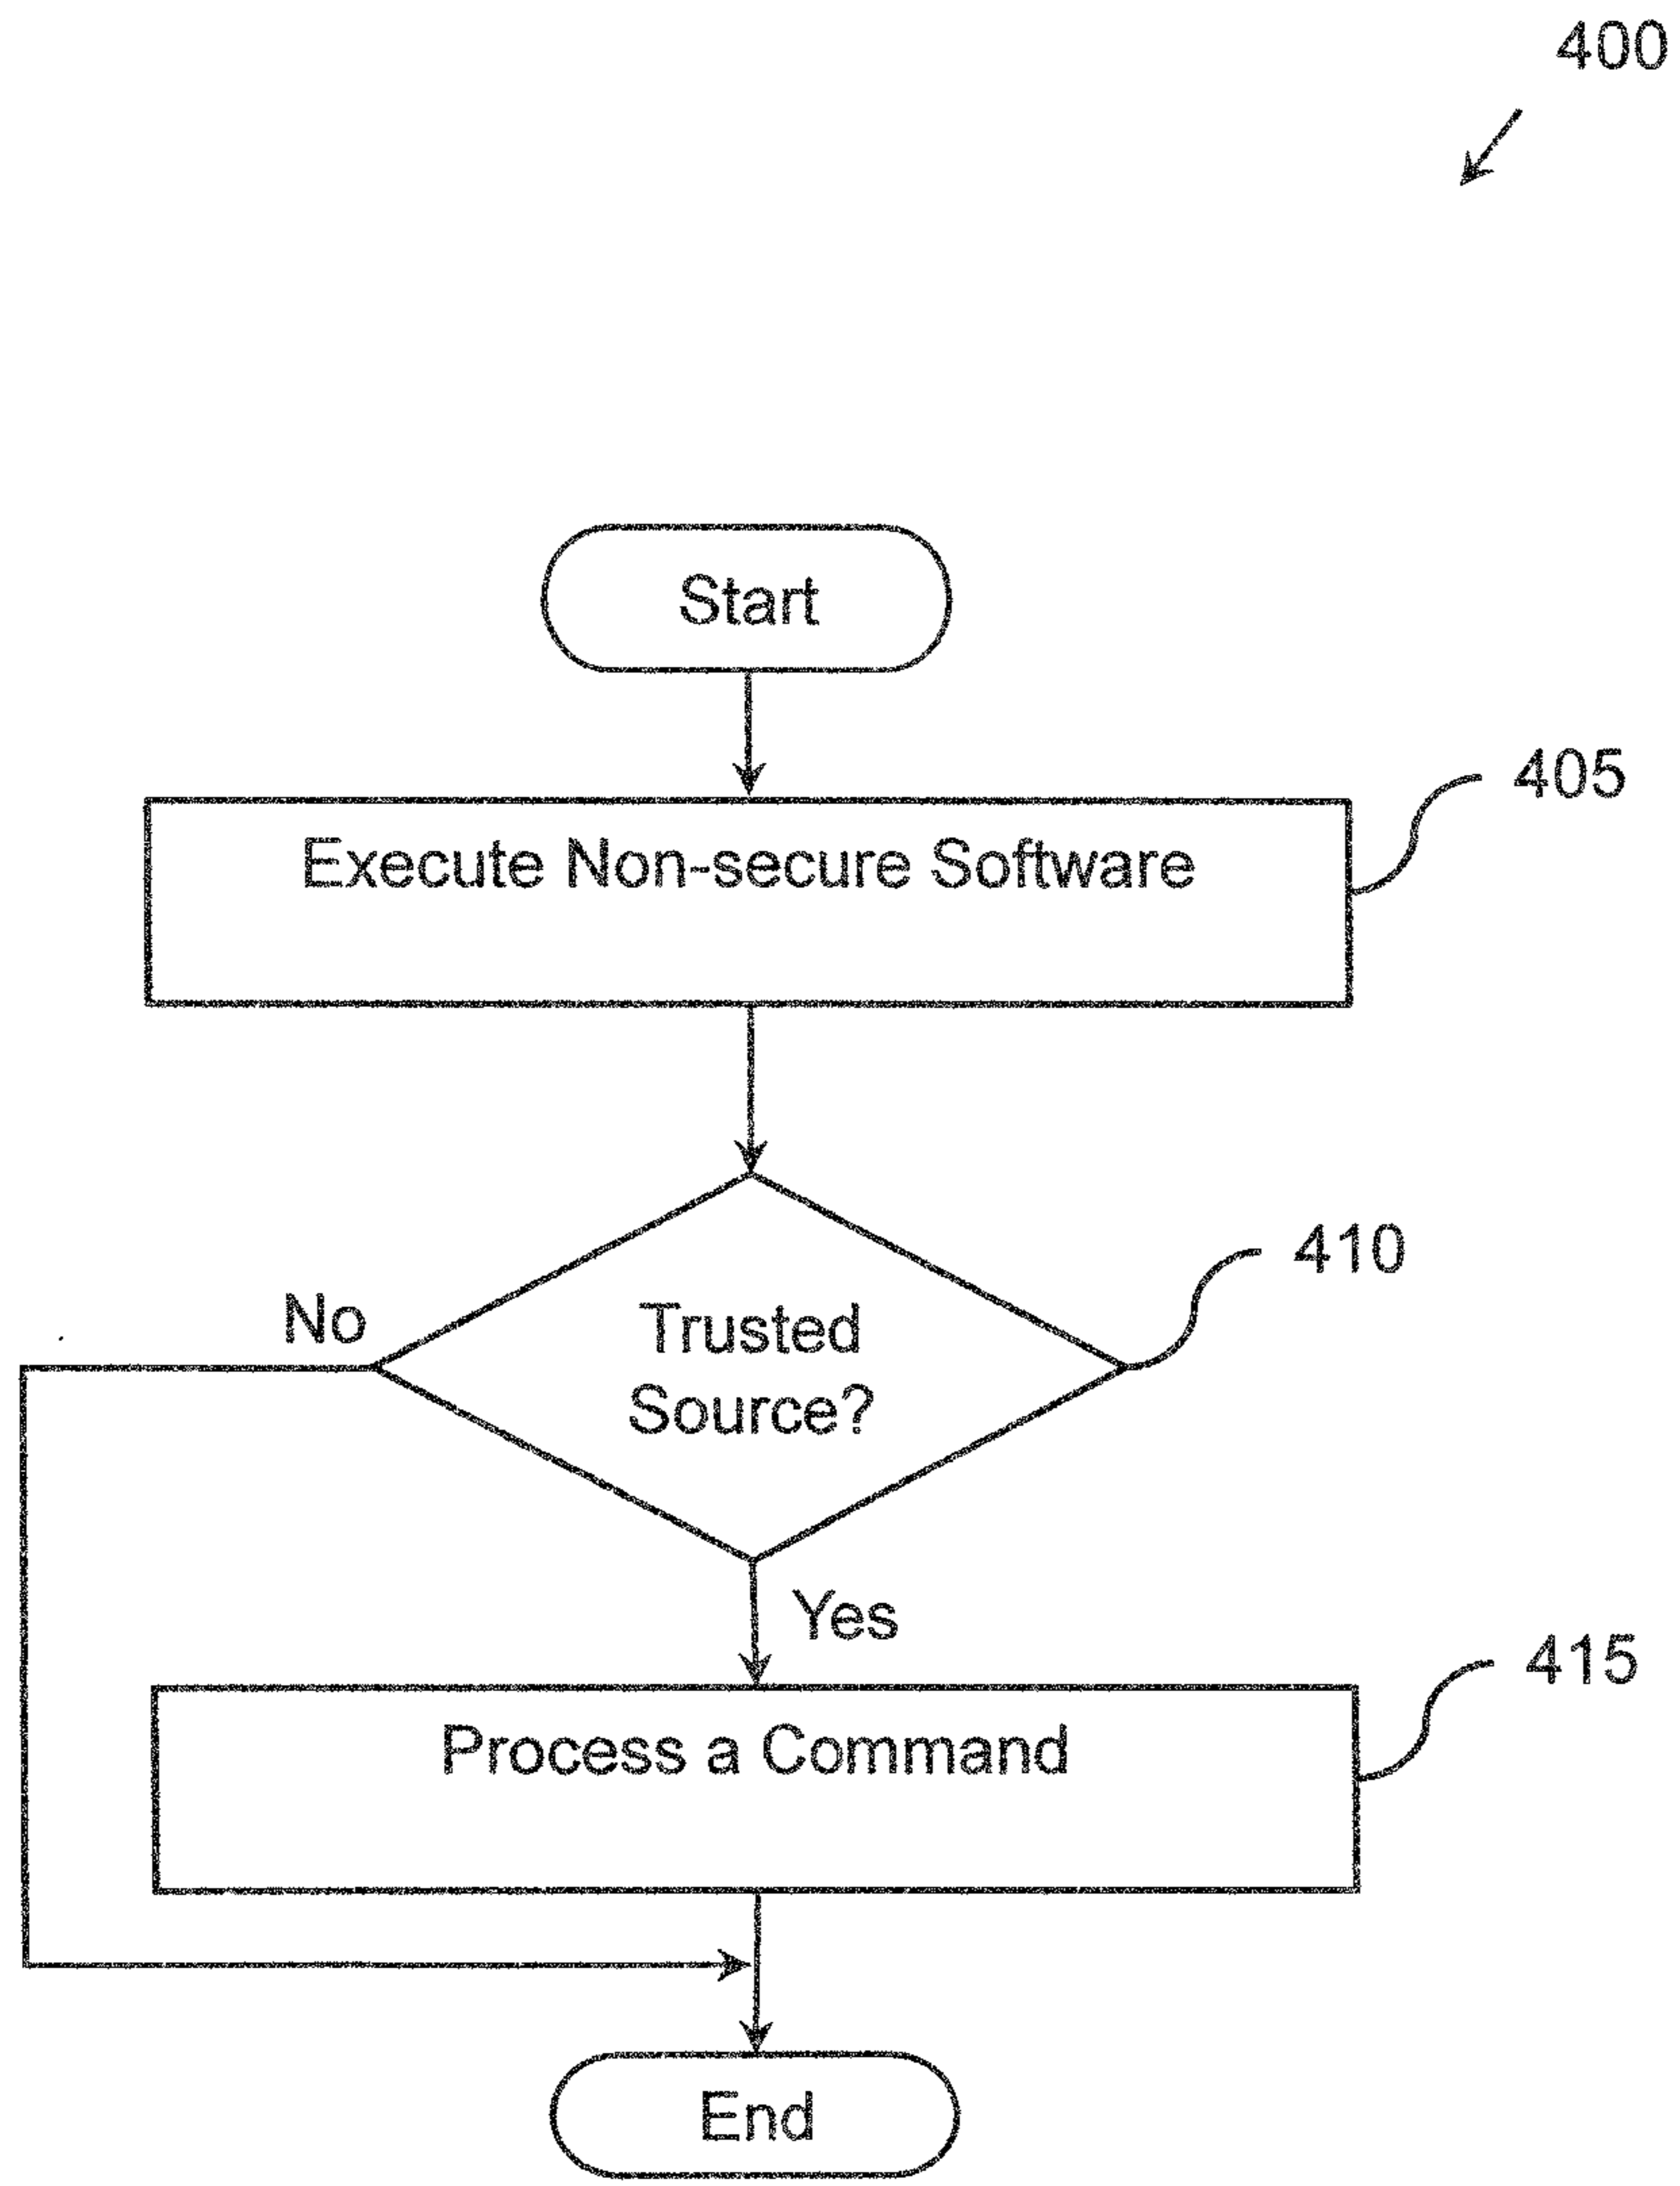 400
Start
Execute Non-secure Software
405
Trusted
Source?
410
No
Yes
Process a Command
415
End